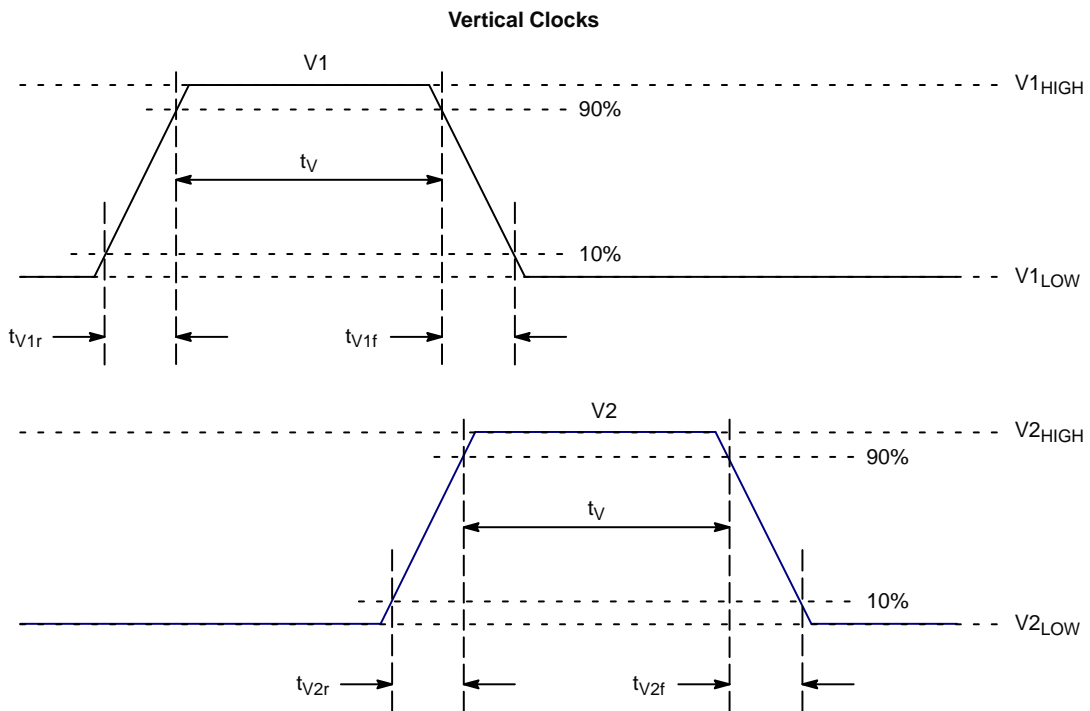 Vertical Clocks
V1
V1HIGH
90%
tV
10%
V1LOW
tV1r
tV1f
V2
V2HIGH
90%
tV
10%
V2LOW
tV2r
tV2f